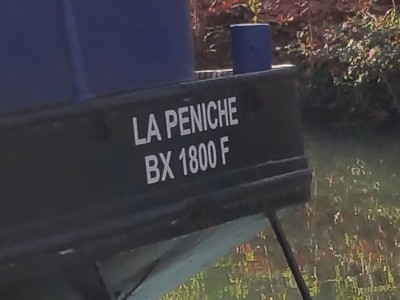 LA PENICHE
BX 1800 F